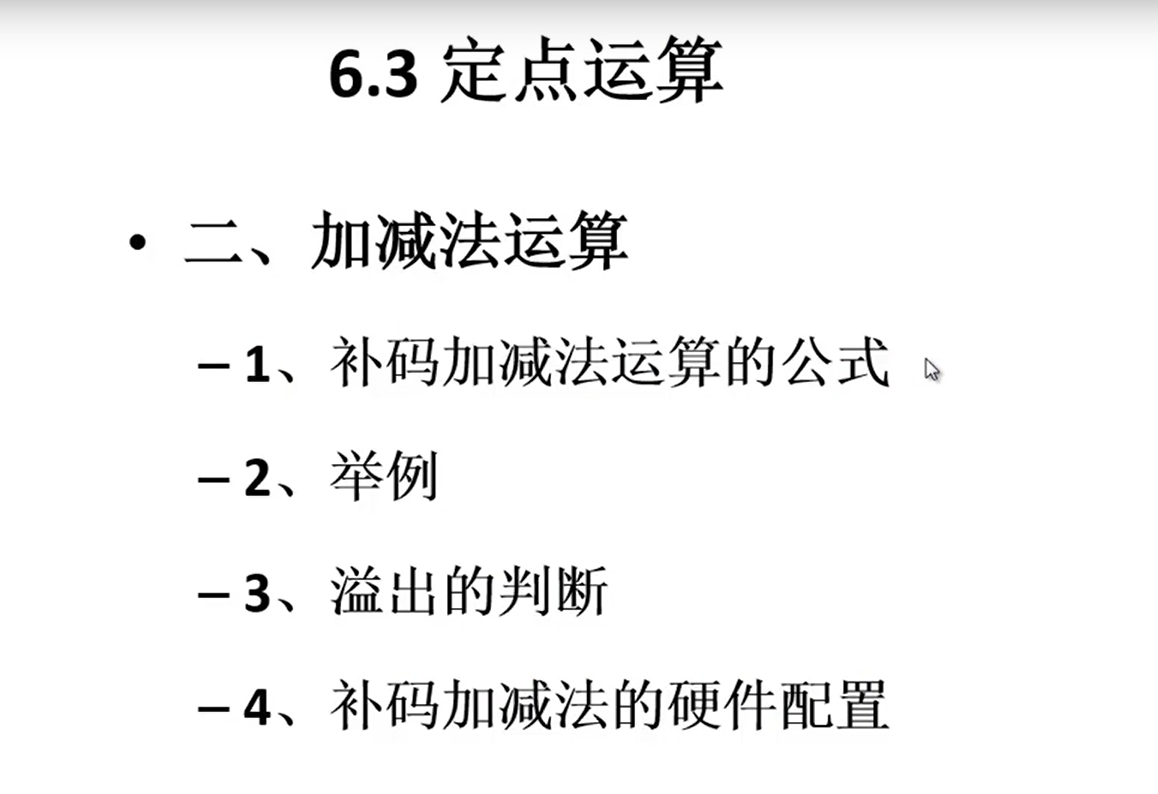 6.3 定点运算
• 二、加减法运算
– 1、补码加减法运算的公式
– 2、举例
– 3、溢出的判断
– 4、补码加减法的硬件配置